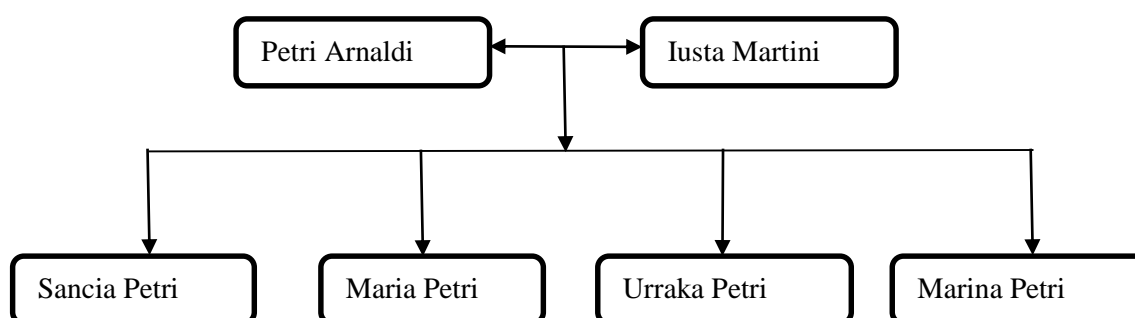 Petri Arnaldi
Iusta Martini
Sancia Petri
Maria Petri
Urraka Petri
Marina Petri